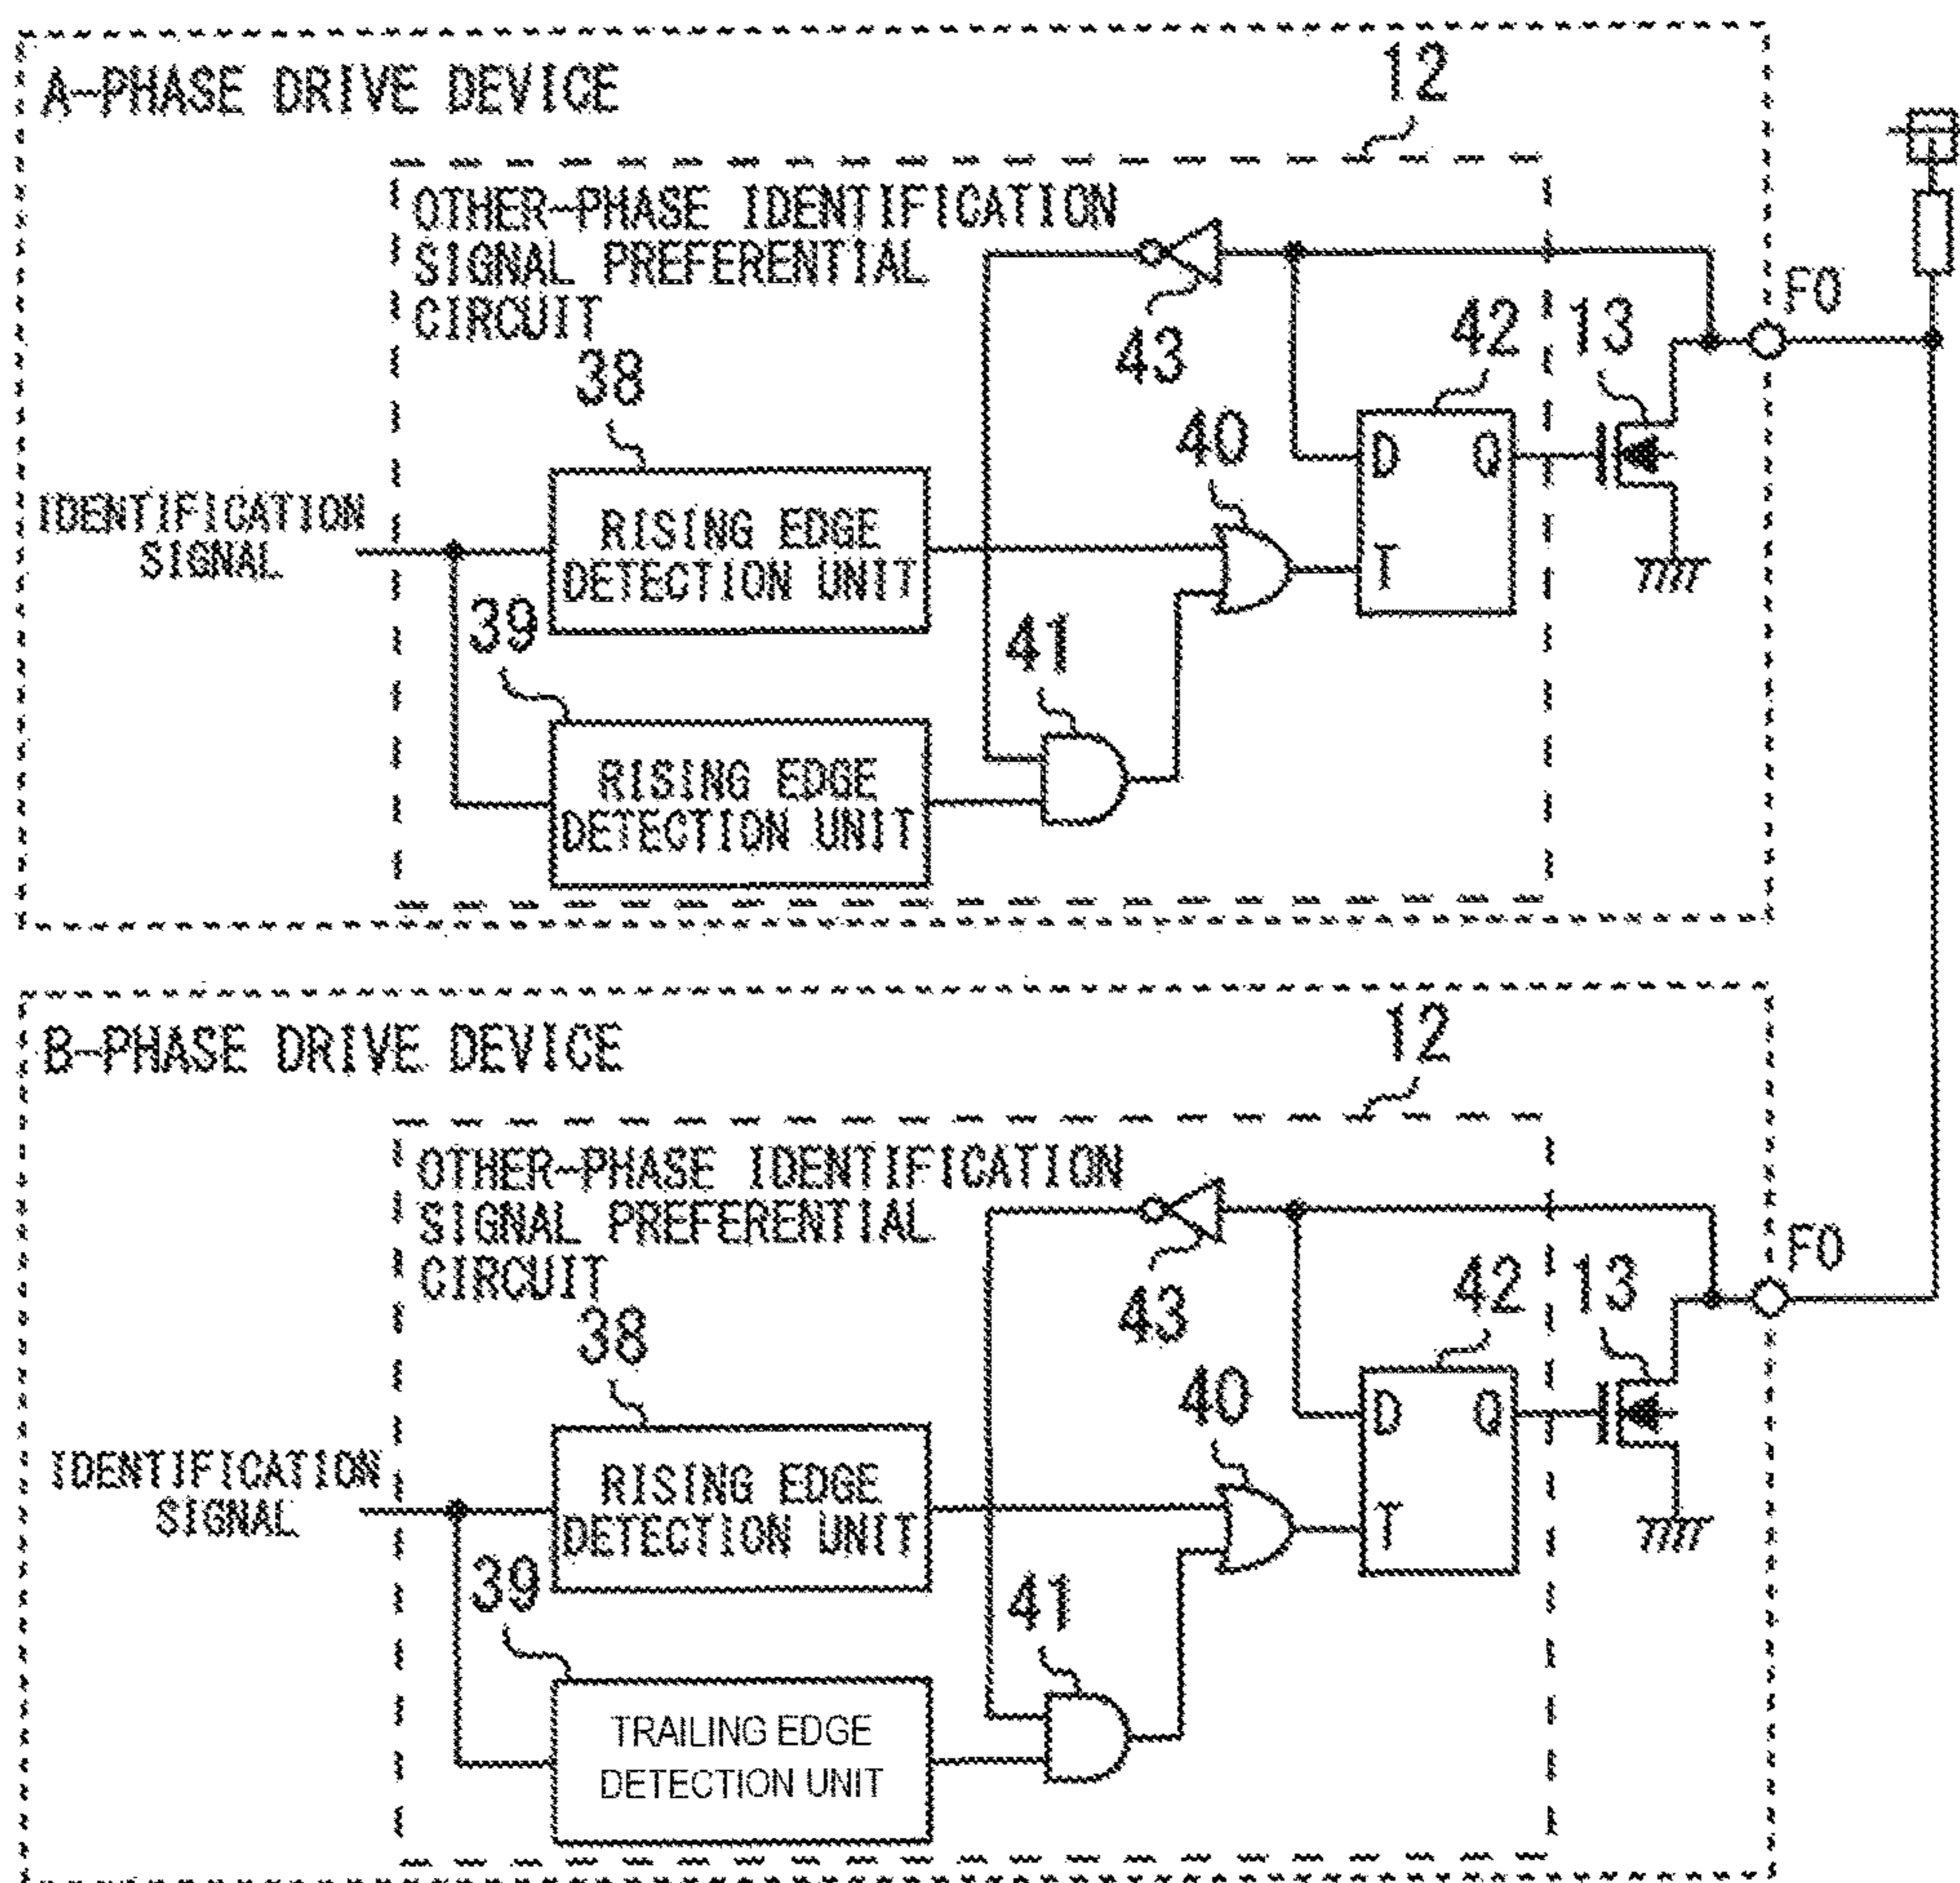 A-PHASE DRIVE DEVICE
12
OTHER-PHASE IDENTIFICATION
SIGNAL PREFERENTIAL
CIRCUIT
FO
43
42
13
38
40
D
Q
T
IDENTIFICATION
SIGNAL
RISING EDGE
DETECTION UNIT
39
41
RISING EDGE
DETECTION UNIT
B-PHASE DRIVE DEVICE
12
OTHER-PHASE IDENTIFICATION
SIGNAL PREFERENTIAL
CIRCUIT
FO
43
42
13
38
40
D
Q
T
IDENTIFICATION
SIGNAL
RISING EDGE
DETECTION UNIT
39
41
TRAILING EDGE
DETECTION UNIT